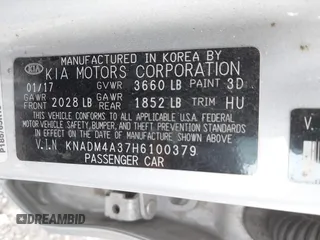 MANUFACTURED IN KOREA BY
KIA KIA MOTORS CORPORATION
01/17 GVWR 3660 LB PAINT 3D
GAWR FRONT 2028 LB GAWR REAR 1852 LB TRIM HU
THIS VEHICLE CONFORMS TO ALL APPLICABLE U.S.A. FEDERAL
MOTOR VEHICLE SAFETY, BUMPER, AND THEFT PREVENTION
STANDARDS IN EFFECT ON THE DATE OF MANUFACTURE SHOWN ABOVE.
V.I.N KNADM4A37H6100379
PASSENGER CAR
V
DREAMBID